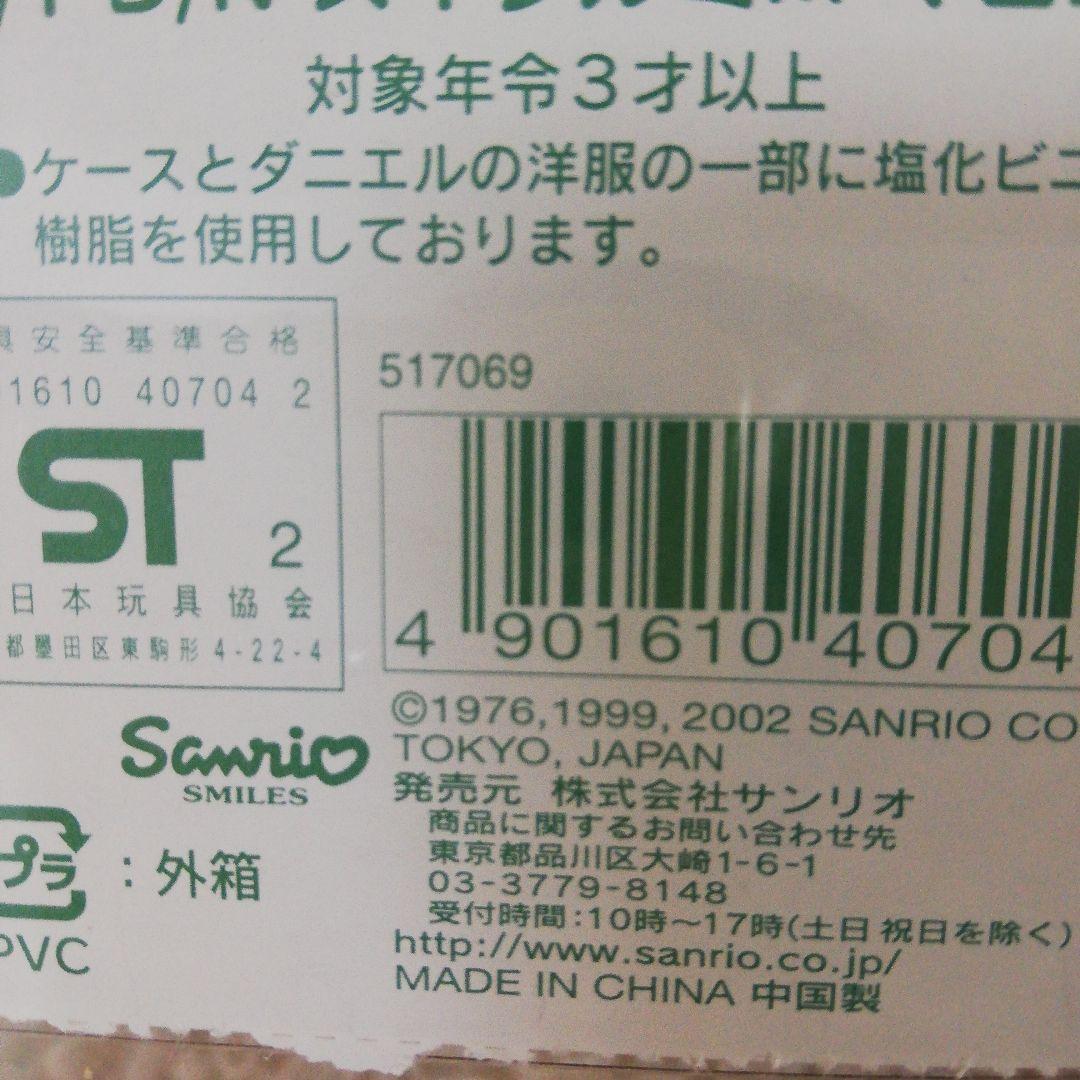 対象年令3才以上
●ケースとダニエルの洋服の一部に塩化ビニ
樹脂を使用しております。
安全基準合格
1610 40704 2
ST 2
日本玩具協会
都墨田区東駒形4-22-4
517069
4 901610 40704
©1976,1999,2002 SANRIO CO
TOKYO, JAPAN
発売元 株式会社サンリオ
商品に関するお問い合わせ先
東京都品川区大崎1-6-1
03-3779-8148
受付時間:10時～17時(土日祝日を除く)
http://www.sanrio.co.jp/
MADE IN CHINA 中国製
Sanrio
SMILES
プラ :外箱
PVC